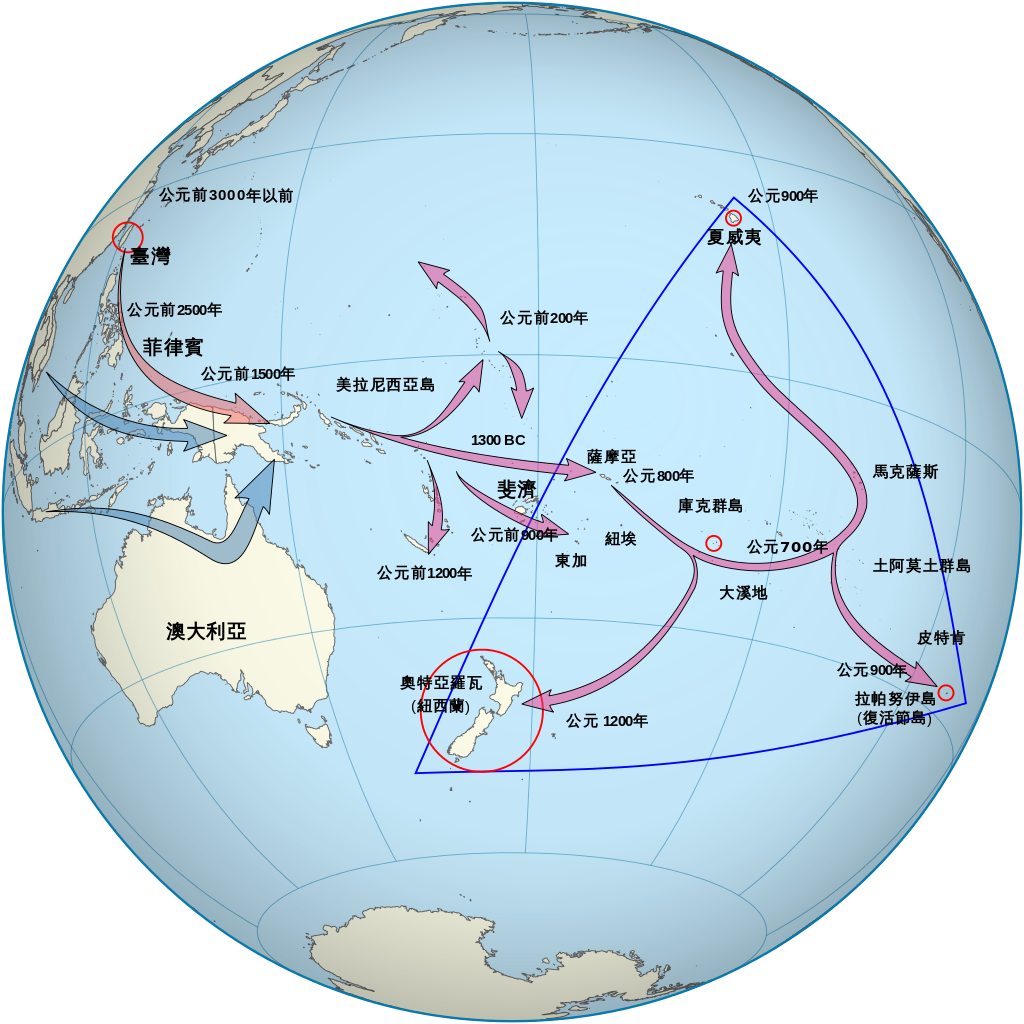 公元前3000年以前
公元900年
夏威夷
臺灣
公元前2500年
公元前200年
菲律賓
公元前1500年
美拉尼西亞島
1300 BC
薩摩亞
公元800年
馬克薩斯
斐濟
庫克群島
公元前900年
紐埃
公元700年
東加
土阿莫土群島
公元前1200年
大溪地
澳大利亞
皮特肯
公元900年
奧特亞羅瓦
(紐西蘭)
拉帕努伊島
(復活節島)
公元 1200年